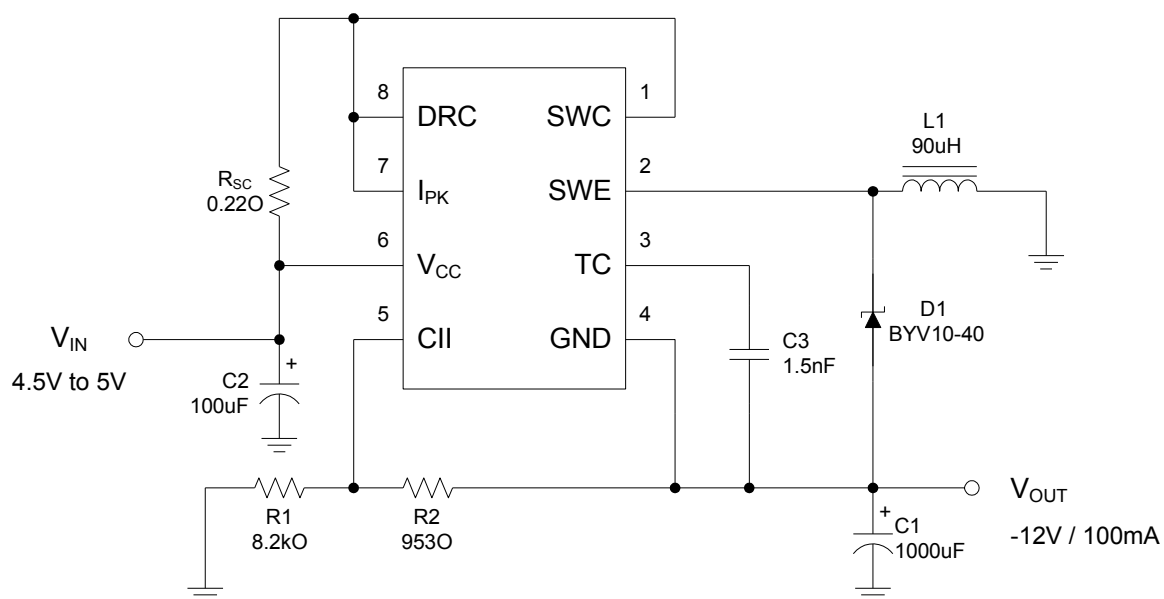 8
DRC
SWC
1
7
I_PK
SWE
2
6
V_CC
TC
3
5
CII
GND
4
R_SC
0.22O
L1
90uH
V_IN
4.5V to 5V
+
C2
100uF
C3
1.5nF
D1
BYV10-40
R1
8.2kO
R2
953O
V_OUT
-12V / 100mA
+
C1
1000uF